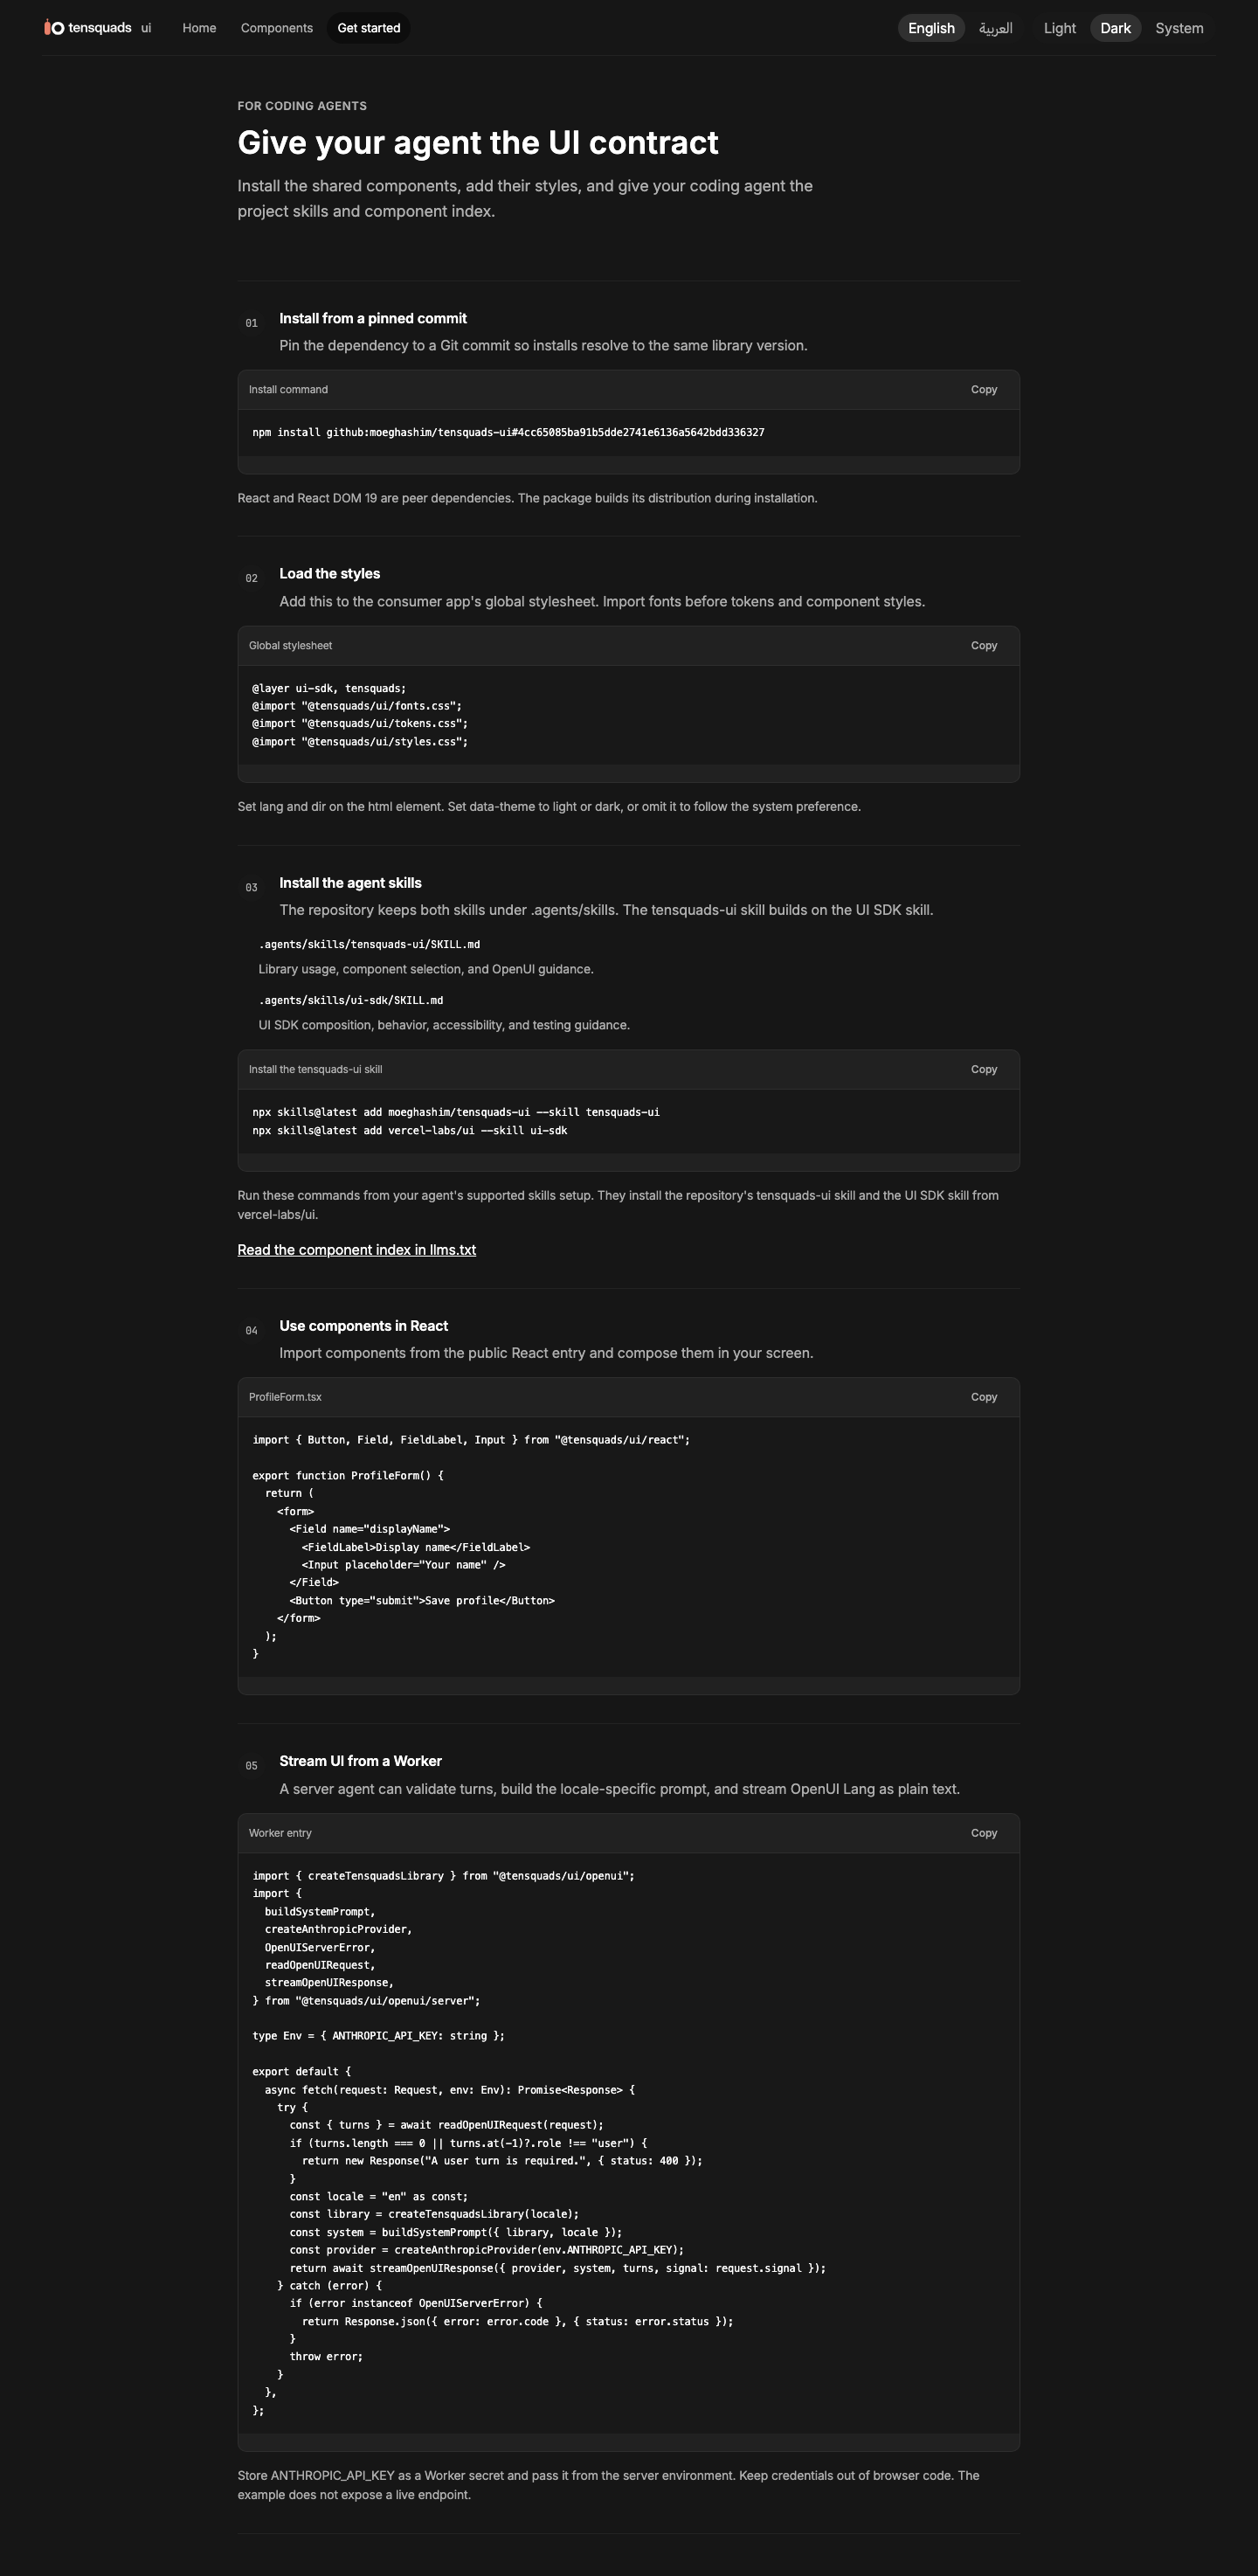 tensquads ui Home Components Get started English العربية Light Dark System
FOR CODING AGENTS
Give your agent the UI contract
Install the shared components, add their styles, and give your coding agent the
project skills and component index.
01 Install from a pinned commit
Pin the dependency to a Git commit so installs resolve to the same library version.
Install command Copy
npm install github:moeghashim/tensquads-ui#4cc65085ba91b5dde2741e6136a5642bdd336327
React and React DOM 19 are peer dependencies. The package builds its distribution during installation.
02 Load the styles
Add this to the consumer app's global stylesheet. Import fonts before tokens and component styles.
Global stylesheet Copy
@layer ui-sdk, tensquads;
@import "@tensquads/ui/fonts.css";
@import "@tensquads/ui/tokens.css";
@import "@tensquads/ui/styles.css";
Set lang and dir on the html element. Set data-theme to light or dark, or omit it to follow the system preference.
03 Install the agent skills
The repository keeps both skills under .agents/skills. The tensquads-ui skill builds on the UI SDK skill.
.agents/skills/tensquads-ui/SKILL.md
Library usage, component selection, and OpenUI guidance.
.agents/skills/ui-sdk/SKILL.md
UI SDK composition, behavior, accessibility, and testing guidance.
Install the tensquads-ui skill Copy
npx skills@latest add moeghashim/tensquads-ui --skill tensquads-ui
npx skills@latest add vercel-labs/ui --skill ui-sdk
Run these commands from your agent's supported skills setup. They install the repository's tensquads-ui skill and the UI SDK skill from
vercel-labs/ui.
Read the component index in llms.txt
04 Use components in React
Import components from the public React entry and compose them in your screen.
ProfileForm.tsx Copy
import { Button, Field, FieldLabel, Input } from "@tensquads/ui/react";
export function ProfileForm() {
return (
<form>
<Field name="displayName">
<FieldLabel>Display name</FieldLabel>
<Input placeholder="Your name" />
</Field>
<Button type="submit">Save profile</Button>
</form>
);
}
05 Stream UI from a Worker
A server agent can validate turns, build the locale-specific prompt, and stream OpenUI Lang as plain text.
Worker entry Copy
import { createTensquadsLibrary } from "@tensquads/ui/openui";
import {
buildSystemPrompt,
createAnthropicProvider,
OpenUIServerError,
readOpenUIRequest,
streamOpenUIResponse,
} from "@tensquads/ui/openui/server";
type Env = { ANTHROPIC_API_KEY: string };
export default {
async fetch(request: Request, env: Env): Promise<Response> {
try {
const { turns } = await readOpenUIRequest(request);
if (turns.length === 0 || turns.at(-1)?.role !== "user") {
return new Response("A user turn is required.", { status: 400 });
}
const locale = "en" as const;
const library = createTensquadsLibrary(locale);
const system = buildSystemPrompt({ library, locale });
const provider = createAnthropicProvider(env.ANTHROPIC_API_KEY);
return await streamOpenUIResponse({ provider, system, turns, signal: request.signal });
} catch (error) {
if (error instanceof OpenUIServerError) {
return Response.json({ error: error.code }, { status: error.status });
}
throw error;
}
},
};
Store ANTHROPIC_API_KEY as a Worker secret and pass it from the server environment. Keep credentials out of browser code. The
example does not expose a live endpoint.